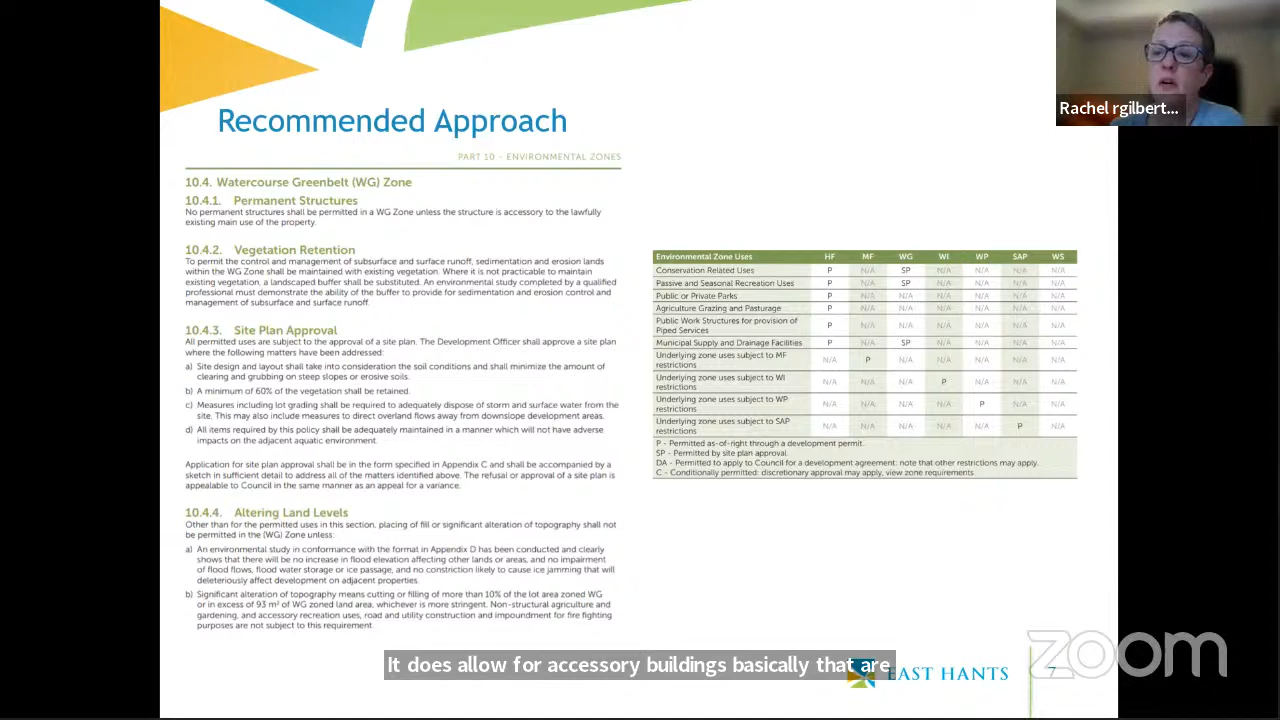 Rachel rgilbert...
Recommended Approach
PART 10 - ENVIRONMENTAL ZONES
10.4. Watercourse Greenbelt (WG) Zone
10.4.1. Permanent Structures
No permanent structures shall be permitted in a WG Zone unless the structure is accessory to the lawfully
existing main use of the property.
10.4.2. Vegetation Retention
To permit the control and management of subsurface and surface runoff, sedimentation and erosion lands
within the WG Zone shall be maintained with existing vegetation. Where it is not practicable to maintain
existing vegetation, a landscaped buffer shall be substituted. An environmental study completed by a qualified
professional must demonstrate the ability of the buffer to provide for sedimentation and erosion control and
management of subsurface and surface runoff.
10.4.3. Site Plan Approval
All permitted uses are subject to the approval of a site plan. The Development Officer shall approve a site plan
where the following matters have been addressed:
a) Site design and layout shall take into consideration the soil conditions and shall minimize the amount of
clearing and grubbing on steep slopes or erosive soils.
b) A minimum of 60% of the vegetation shall be retained.
c) Measures including lot grading shall be required to adequately dispose of storm and surface water from the
site. This may also include measures to direct overland flows away from downslope development areas.
d) All items required by this policy shall be adequately maintained in a manner which will not have adverse
impacts on the adjacent aquatic environment.
Application for site plan approval shall be in the form specified in Appendix C and shall be accompanied by a
sketch in sufficient detail to address all of the matters identified above. The refusal or approval of a site plan is
appealable to Council in the same manner as an appeal for a variance.
10.4.4. Altering Land Levels
Other than for the permitted uses in this section, placing of fill or significant alteration of topography shall not
be permitted in the (WG) Zone unless:
a) An environmental study in conformance with the format in Appendix D has been conducted and clearly
shows that there will be no increase in flood elevation affecting other lands or areas, and no impairment
of flood flows, flood water storage or ice passage, and no constriction likely to cause ice jamming that will
deleteriously affect development on adjacent properties.
b) Significant alteration of topography means cutting or filling of more than 10% of the lot area zoned WG
or in excess of 93 m² of WG zoned land area, whichever is more stringent. Non-structural agriculture and
gardening, and accessory recreation uses, road and utility construction and impoundment for fire fighting
purposes are not subject to this requirement.
Environmental Zone Uses HF MF WG WI WP SAP WS
Conservation Related Uses P N/A SP N/A N/A N/A N/A
Passive and Seasonal Recreation Uses P N/A SP N/A N/A N/A N/A
Public or Private Parks P N/A N/A N/A N/A N/A N/A
Agriculture Grazing and Pasturage P N/A N/A N/A N/A N/A N/A
Public Work Structures for provision of
Piped Services P N/A N/A N/A N/A N/A N/A
Municipal Supply and Drainage Facilities P N/A SP N/A N/A N/A N/A
Underlying zone uses subject to MF
restrictions N/A P N/A N/A N/A N/A N/A
Underlying zone uses subject to WI
restrictions N/A N/A N/A P N/A N/A N/A
Underlying zone uses subject to WP
restrictions N/A N/A N/A N/A P N/A N/A
Underlying zone uses subject to SAP
restrictions N/A N/A N/A N/A N/A P N/A
P - Permitted as-of-right through a development permit.
SP - Permitted by site plan approval.
DA - Permitted to apply to Council for a development agreement: note that other restrictions may apply.
C - Conditionally permitted: discretionary approval may apply, view zone requirements.
It does allow for accessory buildings basically that are
EAST HANTS
7
zoom